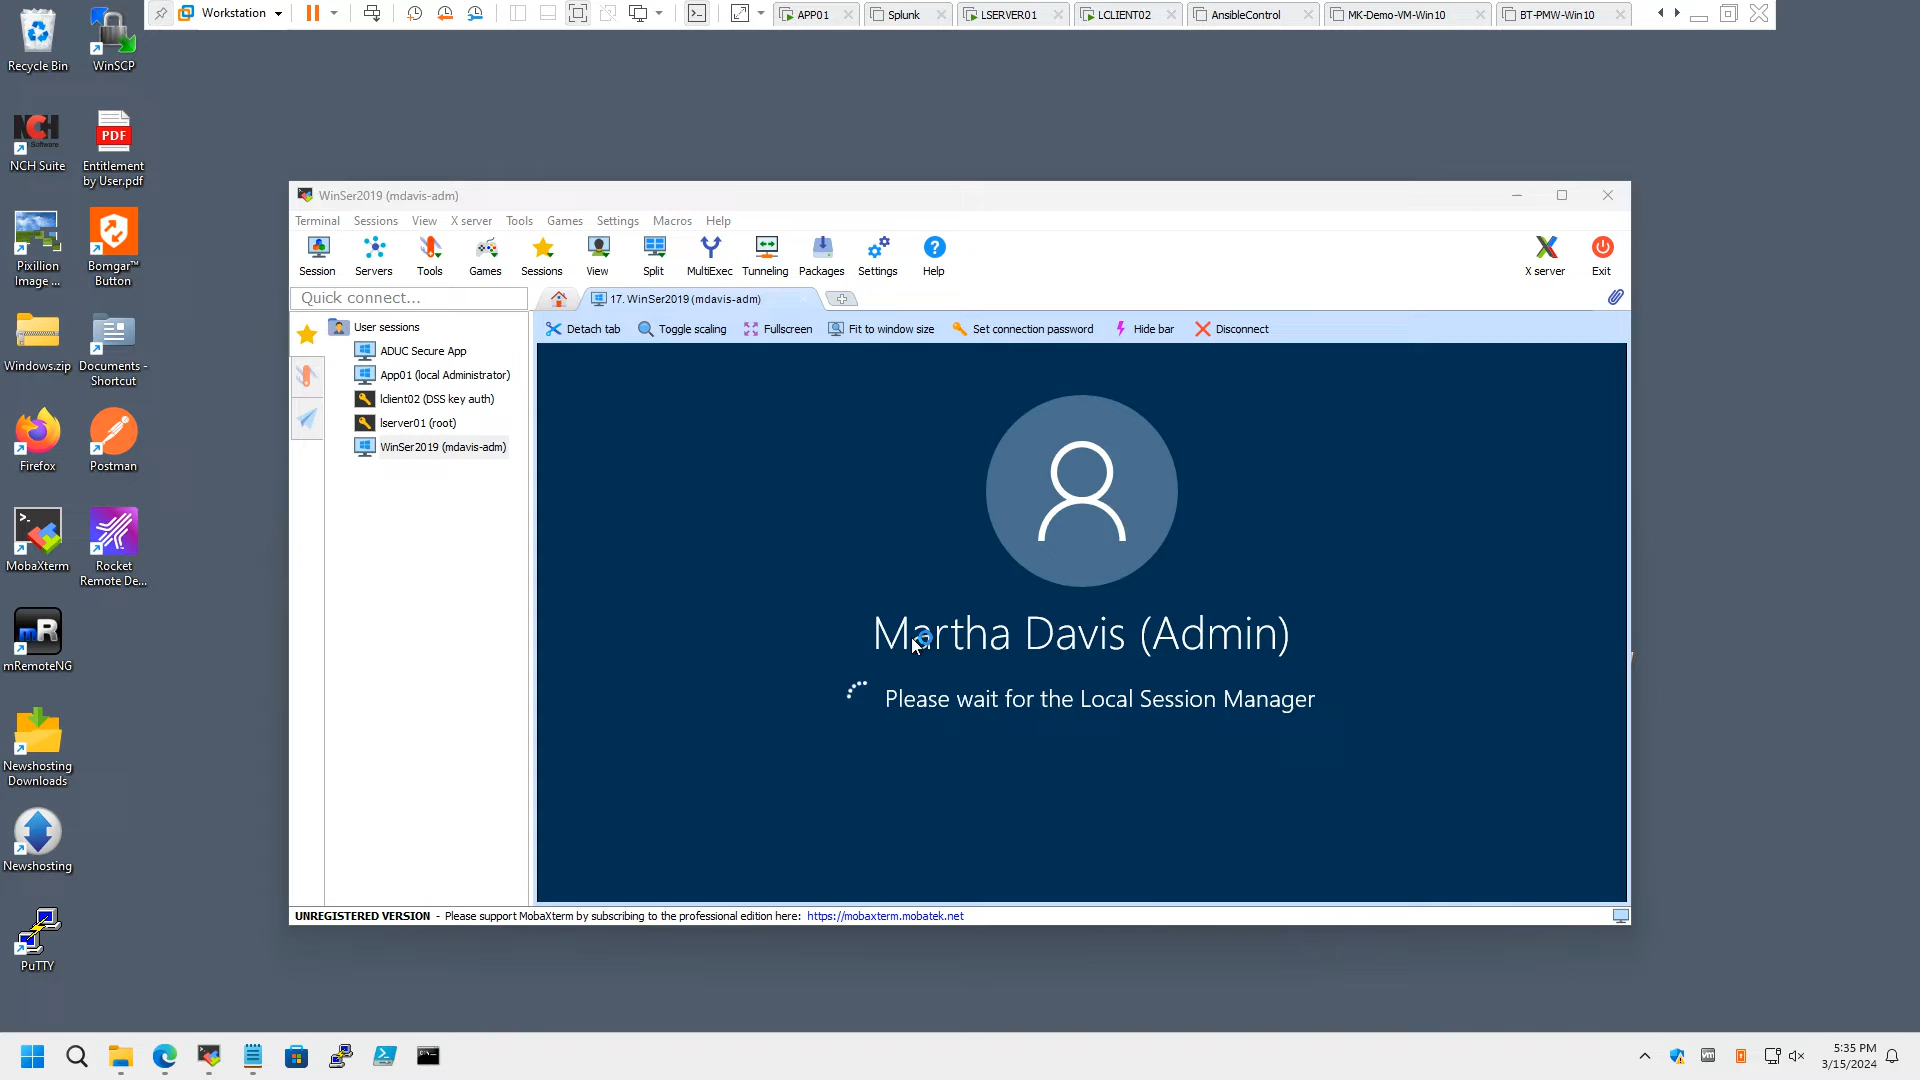 Workstation
APP01
Splunk
LSERVER01
LCLIENT02
AnsibleControl
MK-Demo-VM-Win10
BT-PMW-Win10
Recycle Bin
WinSCP
NCH Suite
PDF
Entitlement
by User.pdf
Pixillion
Image ...
Bomgar™
Button
Windows.zip
Documents -
Shortcut
Firefox
Postman
MobaXterm
Rocket
Remote De...
mR
mRemoteNG
Newshosting
Downloads
Newshosting
PuTTY
WinSer2019 (mdavis-adm)
Terminal Sessions View X server Tools Games Settings Macros Help
Session Servers Tools Games Sessions View Split MultiExec Tunneling Packages Settings Help X server Exit
Quick connect...
17. WinSer2019 (mdavis-adm)
Detach tab Toggle scaling Fullscreen Fit to window size Set connection password Hide bar Disconnect
User sessions
ADUC Secure App
App01 (local Administrator)
lclient02 (DSS key auth)
lserver01 (root)
WinSer2019 (mdavis-adm)
Martha Davis (Admin)
Please wait for the Local Session Manager
UNREGISTERED VERSION - Please support MobaXterm by subscribing to the professional edition here: https://mobaxterm.mobatek.net
5:35 PM
3/15/2024